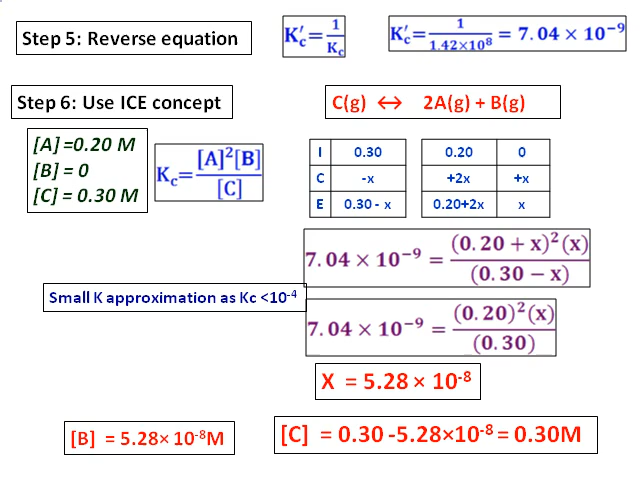 Step 5: Reverse equation
K′c = 1/Kc
K′c = 1/1.42×10⁸ = 7.04 × 10⁻⁹
Step 6: Use ICE concept
C(g) ↔ 2A(g) + B(g)
[A] =0.20 M
[B] = 0
[C] = 0.30 M
Kc = [A]²[B]/[C]
I 0.30 0.20 0
C -x +2x +x
E 0.30 - x 0.20+2x x
7.04 × 10⁻⁹ = (0.20 + x)²(x)/(0.30 − x)
Small K approximation as Kc <10⁻⁴
7.04 × 10⁻⁹ = (0.20)²(x)/(0.30)
X = 5.28 × 10⁻⁸
[B] = 5.28× 10⁻⁸M
[C] = 0.30 -5.28×10⁻⁸ = 0.30M